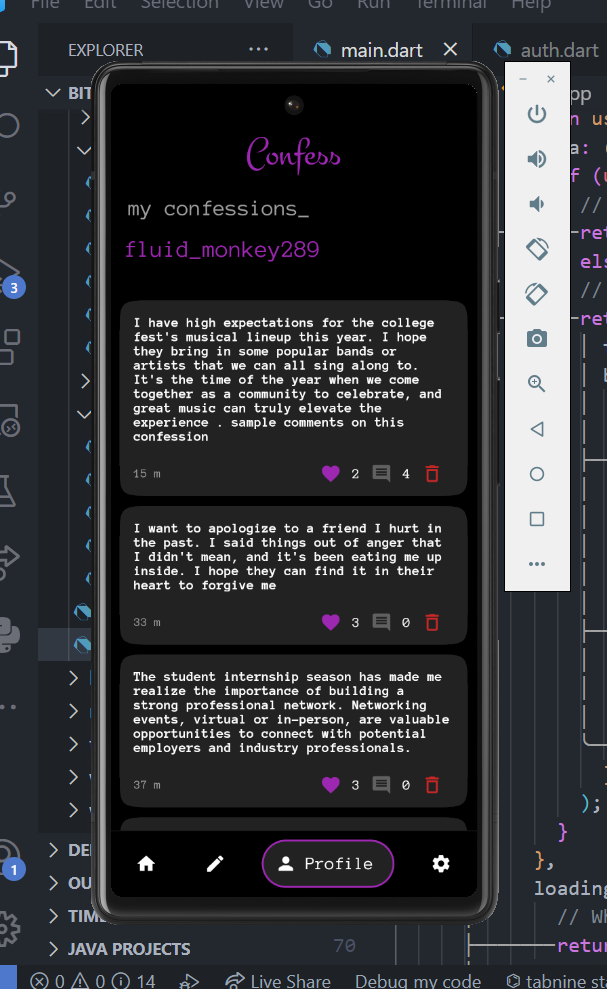 File Edit Selection View Go Run Terminal Help
EXPLORER ...
main.dart
auth.dart
BIT
3
1
DE
OU
TIM
JAVA PROJECTS
Confess
my confessions_
fluid_monkey289
I have high expectations for the college
fest's musical lineup this year. I hope
they bring in some popular bands or
artists that we can all sing along to.
It's the time of the year when we come
together as a community to celebrate, and
great music can truly elevate the
experience . sample comments on this
confession
15 m 2 4
I want to apologize to a friend I hurt in
the past. I said things out of anger that
I didn't mean, and it's been eating me up
inside. I hope they can find it in their
heart to forgive me
33 m 3 0
The student internship season has made me
realize the importance of building a
strong professional network. Networking
events, virtual or in-person, are valuable
opportunities to connect with potential
employers and industry professionals.
37 m 3 0
Profile
pp
n us
a: (
f (u
//
ret
els
//
ret
);
}
},
loading
// Wh
70 retur
0 0 14 Live Share Debug my code tabnine sta